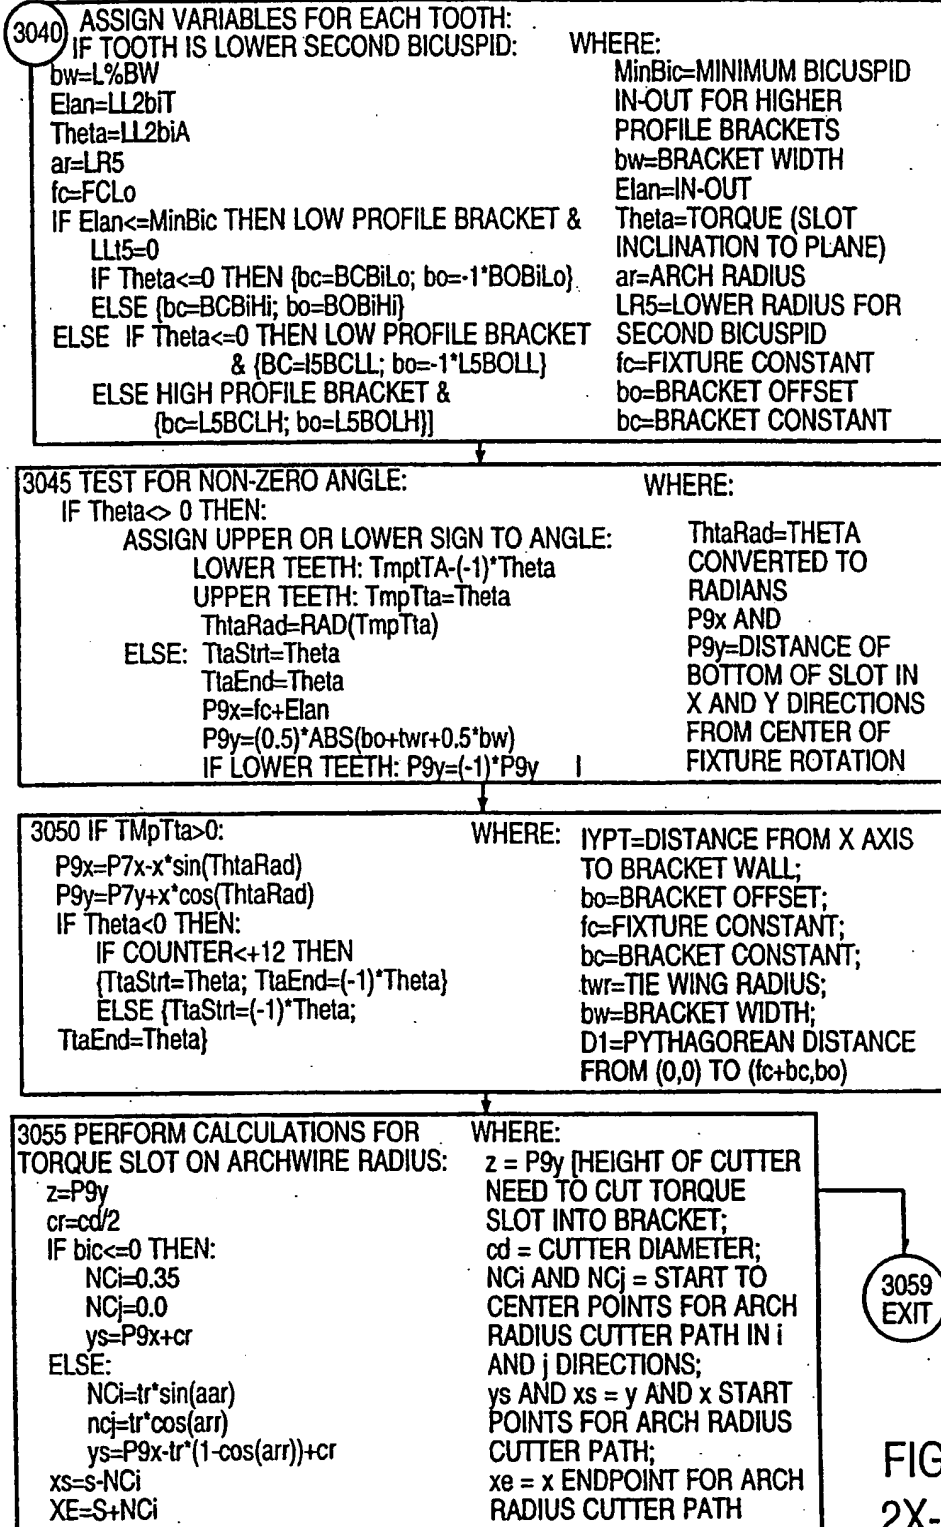 3040 ASSIGN VARIABLES FOR EACH TOOTH:
IF TOOTH IS LOWER SECOND BICUSPID:
bw=L%BW
Elan=LL2biT
Theta=LL2biA
ar=LR5
fc=FCLo
IF Elan<=MinBic THEN LOW PROFILE BRACKET &
LLt5=0
IF Theta<=0 THEN {bc=BCBiLo; bo=-1*BOBiLo}
ELSE {bc=BCBiHi; bo=BOBiHi}
ELSE IF Theta<=0 THEN LOW PROFILE BRACKET
& {BC=l5BCLL; bo=-1*L5BOLL}
ELSE HIGH PROFILE BRACKET &
{bc=L5BCLH; bo=L5BOLH}]
WHERE:
MinBic=MINIMUM BICUSPID
IN-OUT FOR HIGHER
PROFILE BRACKETS
bw=BRACKET WIDTH
Elan=IN-OUT
Theta=TORQUE (SLOT
INCLINATION TO PLANE)
ar=ARCH RADIUS
LR5=LOWER RADIUS FOR
SECOND BICUSPID
fc=FIXTURE CONSTANT
bo=BRACKET OFFSET
bc=BRACKET CONSTANT
3045 TEST FOR NON-ZERO ANGLE:
IF Theta<> 0 THEN:
ASSIGN UPPER OR LOWER SIGN TO ANGLE:
LOWER TEETH: TmptTA-(-1)*Theta
UPPER TEETH: TmpTta=Theta
ThtaRad=RAD(TmpTta)
ELSE: TtaStrt=Theta
TtaEnd=Theta
P9x=fc+Elan
P9y=(0.5)*ABS(bo+twr+0.5*bw)
IF LOWER TEETH: P9y=(-1)*P9y I
WHERE:
ThtaRad=THETA
CONVERTED TO
RADIANS
P9x AND
P9y=DISTANCE OF
BOTTOM OF SLOT IN
X AND Y DIRECTIONS
FROM CENTER OF
FIXTURE ROTATION
3050 IF TMpTta>0:
P9x=P7x-x*sin(ThtaRad)
P9y=P7y+x*cos(ThtaRad)
IF Theta<0 THEN:
IF COUNTER<+12 THEN
{TtaStrt=Theta; TtaEnd=(-1)*Theta}
ELSE {TtaStrt=(-1)*Theta;
TtaEnd=Theta}
WHERE:
IYPT=DISTANCE FROM X AXIS
TO BRACKET WALL;
bo=BRACKET OFFSET;
fc=FIXTURE CONSTANT;
bc=BRACKET CONSTANT;
twr=TIE WING RADIUS;
bw=BRACKET WIDTH;
D1=PYTHAGOREAN DISTANCE
FROM (0,0) TO (fc+bc,bo)
3055 PERFORM CALCULATIONS FOR
TORQUE SLOT ON ARCHWIRE RADIUS:
z=P9y
cr=cd/2
IF bic<=0 THEN:
NCi=0.35
NCj=0.0
ys=P9x+cr
ELSE:
NCi=tr*sin(aar)
ncj=tr*cos(arr)
ys=P9x-tr*(1-cos(arr))+cr
xs=s-NCi
XE=S+NCi
WHERE:
z = P9y [HEIGHT OF CUTTER
NEED TO CUT TORQUE
SLOT INTO BRACKET;
cd = CUTTER DIAMETER;
NCi AND NCj = START TO
CENTER POINTS FOR ARCH
RADIUS CUTTER PATH IN i
AND j DIRECTIONS;
ys AND xs = y AND x START
POINTS FOR ARCH RADIUS
CUTTER PATH;
xe = x ENDPOINT FOR ARCH
RADIUS CUTTER PATH
3059
EXIT
FIG
2X-